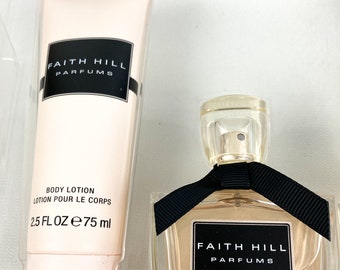 FAITH HILL
PARFUMS
BODY LOTION
LOTION POUR LE CORPS
2.5 FL OZ ℮ 75 ml
FAITH HILL
PARFUMS